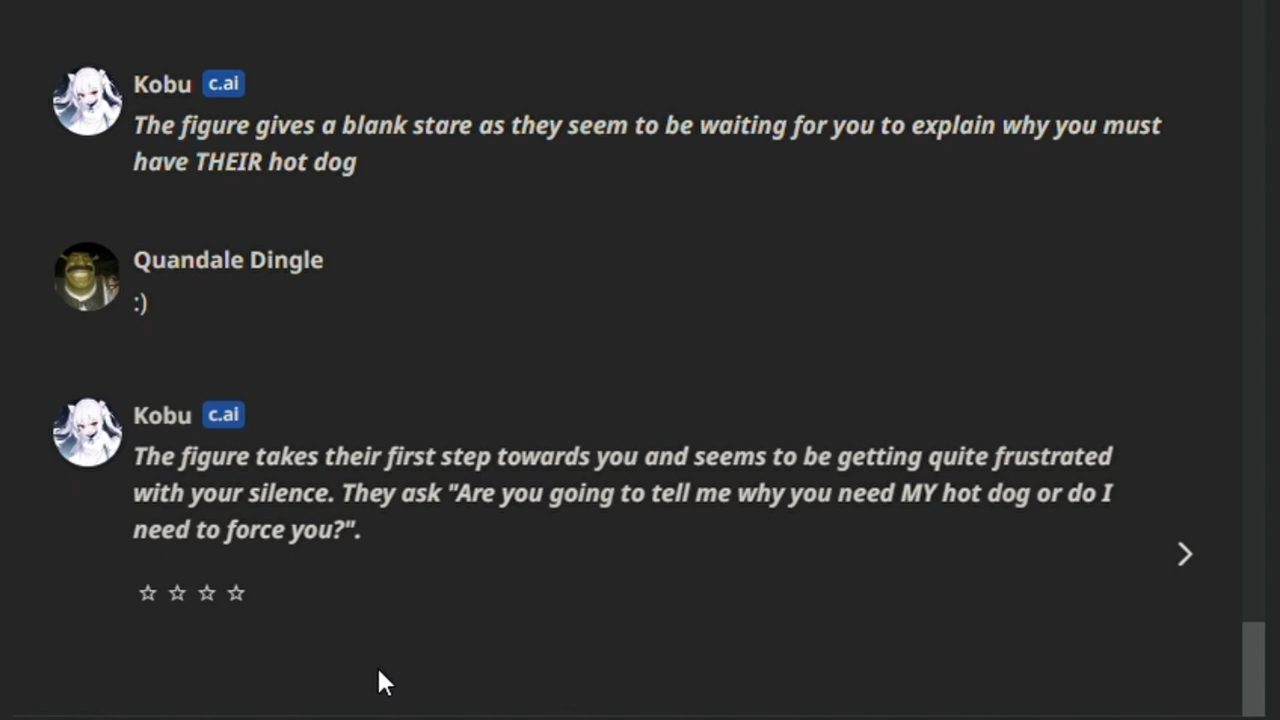 Kobu c.ai
The figure gives a blank stare as they seem to be waiting for you to explain why you must
have THEIR hot dog
Quandale Dingle
:)
Kobu c.ai
The figure takes their first step towards you and seems to be getting quite frustrated
with your silence. They ask "Are you going to tell me why you need MY hot dog or do I
need to force you?".